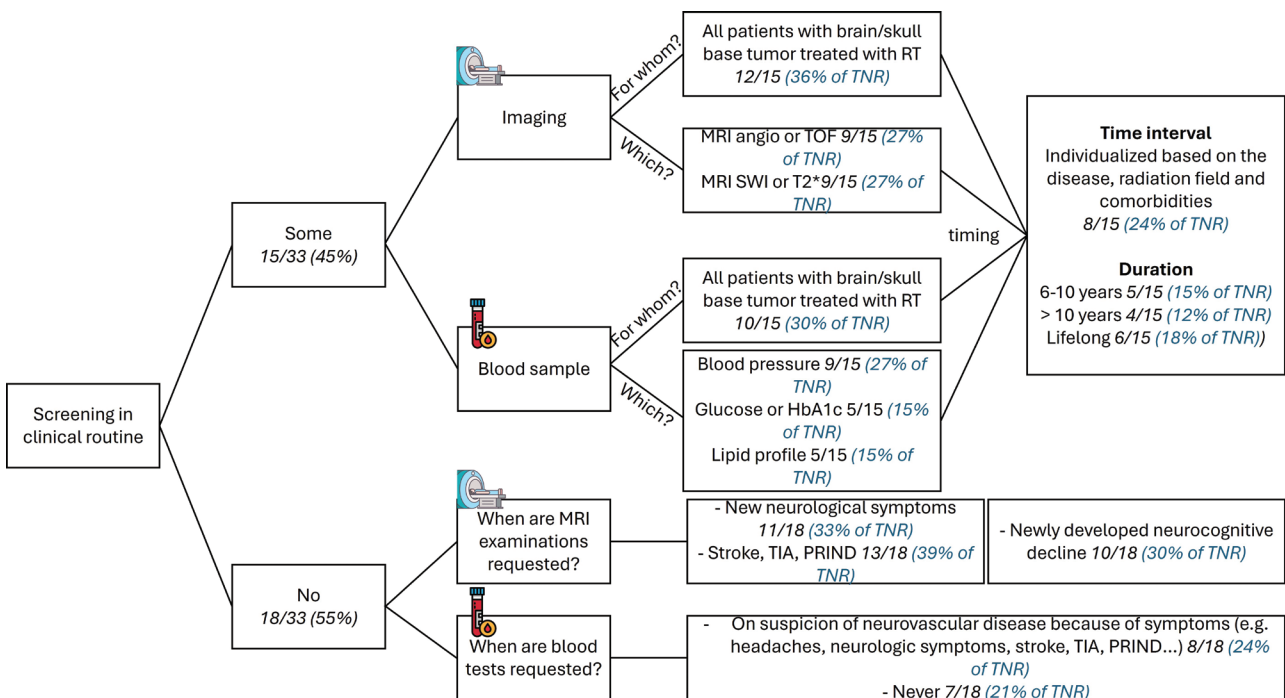 Screening in
clinical routine
Some
15/33 (45%)
No
18/33 (55%)
Imaging
For whom?
Which?
All patients with brain/skull
base tumor treated with RT
12/15 (36% of TNR)
MRI angio or TOF 9/15 (27%
of TNR)
MRI SWI or T2*9/15 (27% of
TNR)
Blood sample
For whom?
Which?
All patients with brain/skull
base tumor treated with RT
10/15 (30% of TNR)
Blood pressure 9/15 (27% of
TNR)
Glucose or HbA1c 5/15 (15%
of TNR)
Lipid profile 5/15 (15% of
TNR)
timing
Time interval
Individualized based on the
disease, radiation field and
comorbidities
8/15 (24% of TNR)
Duration
6-10 years 5/15 (15% of TNR)
> 10 years 4/15 (12% of TNR)
Lifelong 6/15 (18% of TNR))
When are MRI
examinations
requested?
- New neurological symptoms
11/18 (33% of TNR)
- Stroke, TIA, PRIND 13/18 (39% of
TNR)
- Newly developed neurocognitive
decline 10/18 (30% of TNR)
When are blood
tests requested?
- On suspicion of neurovascular disease because of symptoms (e.g.
headaches, neurologic symptoms, stroke, TIA, PRIND...) 8/18 (24%
of TNR)
- Never 7/18 (21% of TNR)